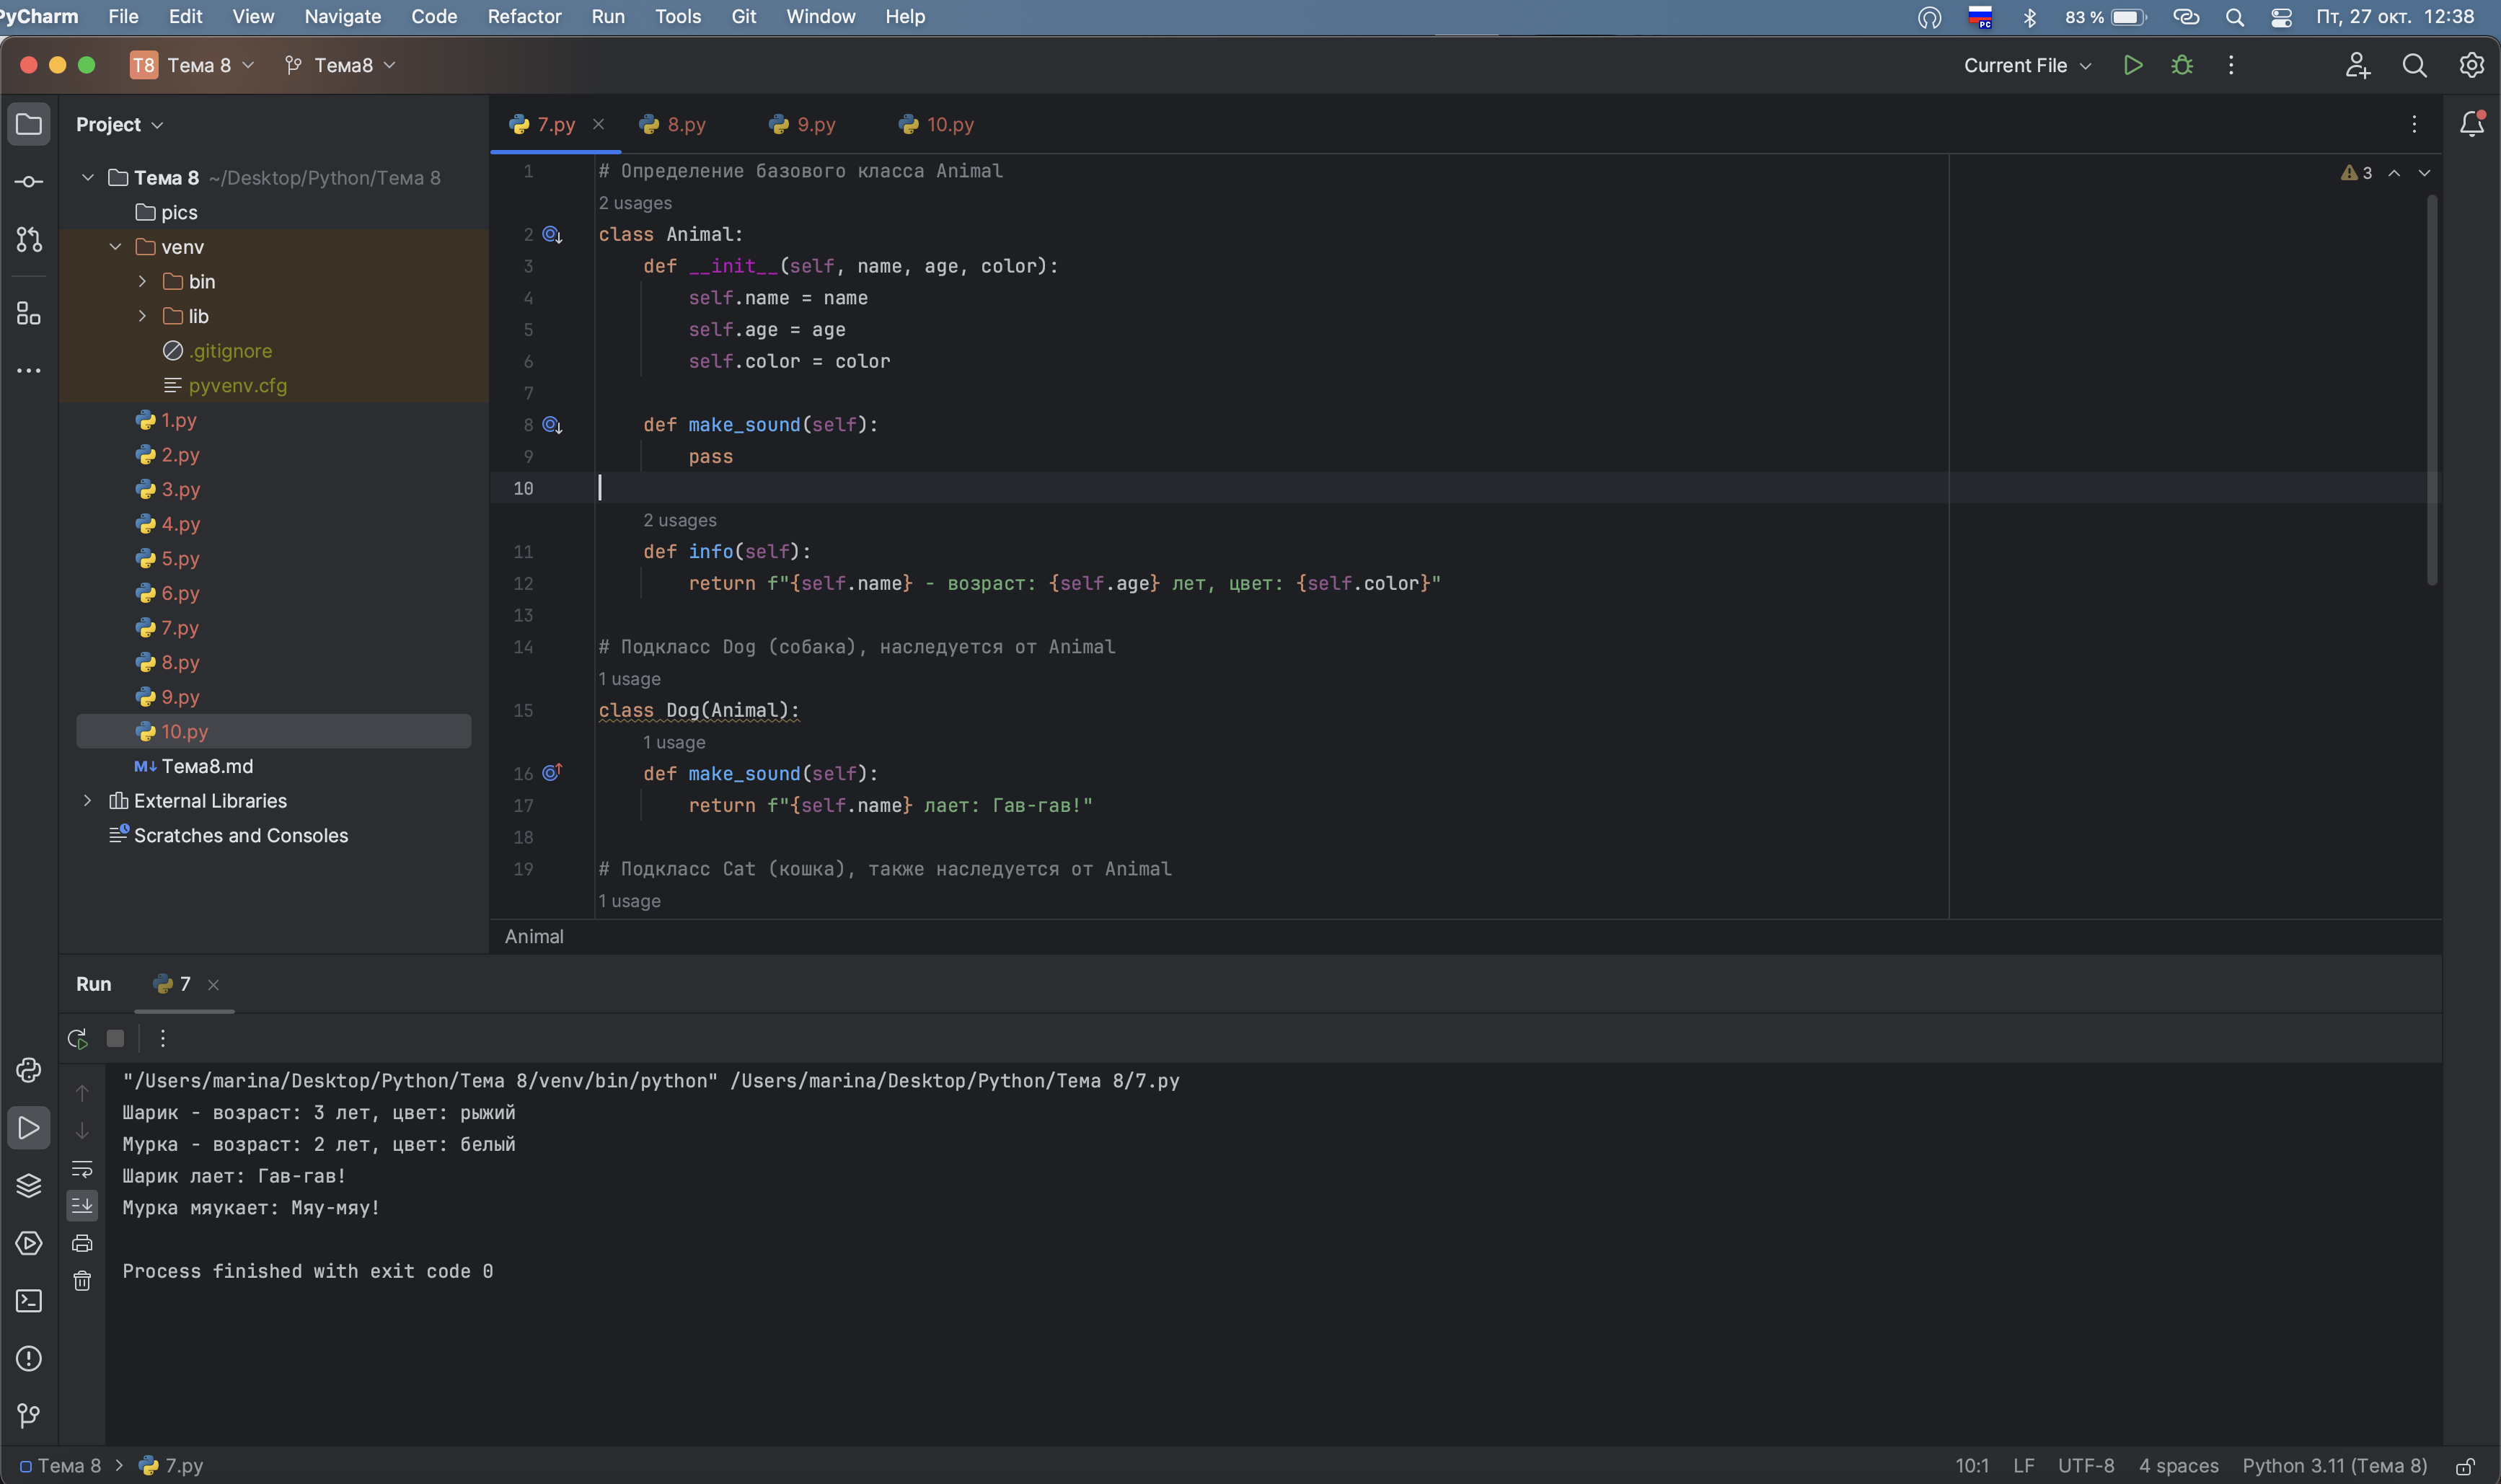 PyCharm File Edit View Navigate Code Refactor Run Tools Git Window Help РС 83 % Пт, 27 окт. 12:38
T8 Тема 8 Тема8 Current File
Project
Тема 8 ~/Desktop/Python/Тема 8
pics
venv
bin
lib
.gitignore
pyvenv.cfg
1.py
2.py
3.py
4.py
5.py
6.py
7.py
8.py
9.py
10.py
M↓ Тема8.md
External Libraries
Scratches and Consoles
7.py 8.py 9.py 10.py
3
1 # Определение базового класса Animal
2 usages
2 class Animal:
3 def __init__(self, name, age, color):
4 self.name = name
5 self.age = age
6 self.color = color
7
8 def make_sound(self):
9 pass
10
2 usages
11 def info(self):
12 return f"{self.name} - возраст: {self.age} лет, цвет: {self.color}"
13
14 # Подкласс Dog (собака), наследуется от Animal
1 usage
15 class Dog(Animal):
1 usage
16 def make_sound(self):
17 return f"{self.name} лает: Гав-гав!"
18
19 # Подкласс Cat (кошка), также наследуется от Animal
1 usage
Animal
Run 7
"/Users/marina/Desktop/Python/Тема 8/venv/bin/python" /Users/marina/Desktop/Python/Тема 8/7.py
Шарик - возраст: 3 лет, цвет: рыжий
Мурка - возраст: 2 лет, цвет: белый
Шарик лает: Гав-гав!
Мурка мяукает: Мяу-мяу!
Process finished with exit code 0
Тема 8 > 7.py 10:1 LF UTF-8 4 spaces Python 3.11 (Тема 8)